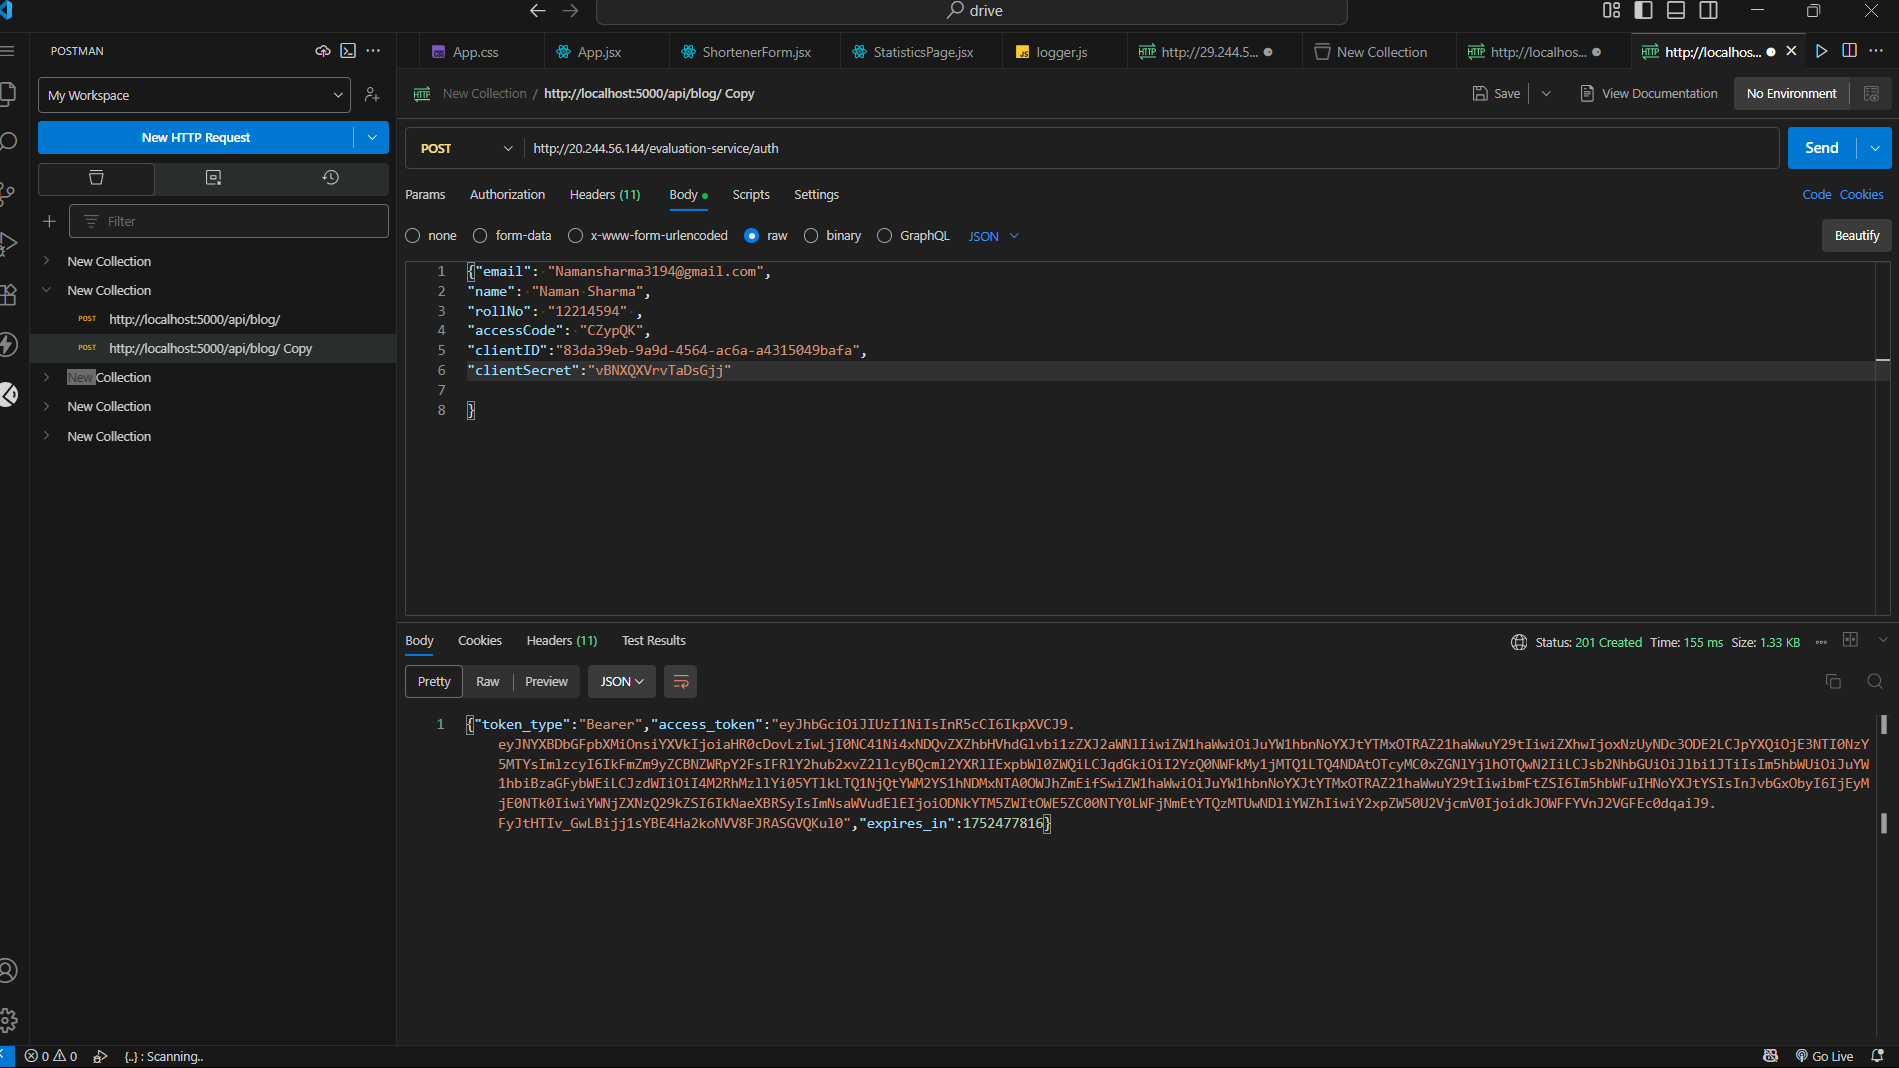 drive
POSTMAN
App.css
App.jsx
ShortenerForm.jsx
StatisticsPage.jsx
JS logger.js
HTTP http://29.244.5...
New Collection
HTTP http://localhos...
HTTP http://localhos...
My Workspace
HTTP New Collection / http://localhost:5000/api/blog/ Copy
Save
View Documentation
No Environment
New HTTP Request
POST
http://20.244.56.144/evaluation-service/auth
Send
Params Authorization Headers (11) Body Scripts Settings
Code Cookies
Filter
none form-data x-www-form-urlencoded raw binary GraphQL JSON
Beautify
New Collection
New Collection
POST http://localhost:5000/api/blog/
POST http://localhost:5000/api/blog/ Copy
New Collection
New Collection
New Collection
1 {"email": "Namansharma3194@gmail.com",
2 "name": "Naman Sharma",
3 "rollNo": "12214594" ,
4 "accessCode": "CZypQK",
5 "clientID":"83da39eb-9a9d-4564-ac6a-a4315049bafa",
6 "clientSecret":"vBNXQXVrvTaDsGjj"
7
8 }
Body Cookies Headers (11) Test Results
Status: 201 Created Time: 155 ms Size: 1.33 KB
Pretty Raw Preview JSON
1 {"token_type":"Bearer","access_token":"eyJhbGciOiJIUzI1NiIsInR5cCI6IkpXVCJ9.
"expires_in":1752477816}
0 0
{..} : Scanning..
Go Live